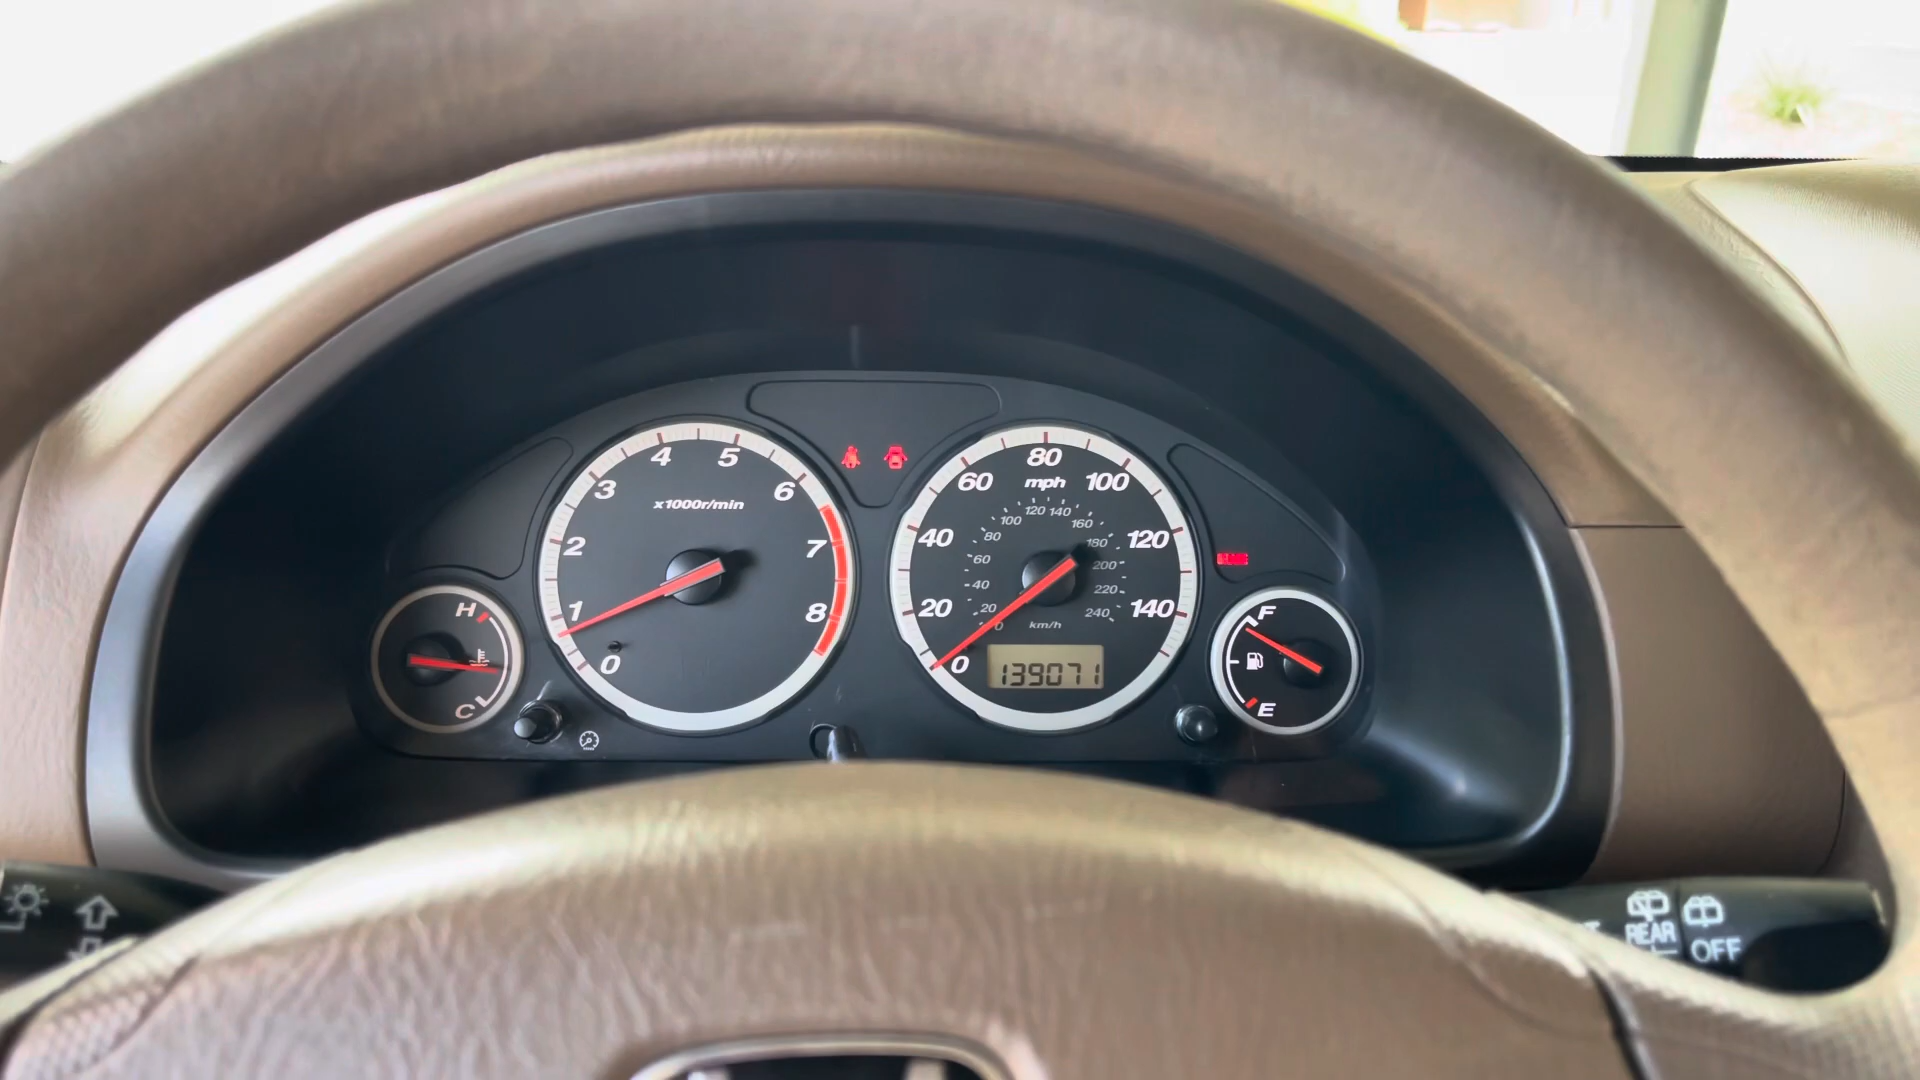 4 5
3 6
x1000r/min
2 7
1 8
0
H
C
80
60 mph 100
40 120
20 140
0
120 140
100 160
80 180
60 200
40 220
20 240
0 km/h
139071
F
E
REAR
OFF